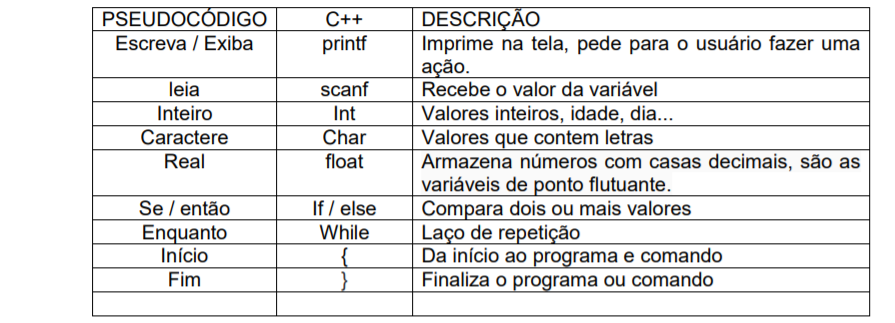 PSEUDOCÓDIGO C++ DESCRIÇÃO
Escreva / Exiba printf Imprime na tela, pede para o usuário fazer uma
ação.
leia scanf Recebe o valor da variável
Inteiro Int Valores inteiros, idade, dia...
Caractere Char Valores que contem letras
Real float Armazena números com casas decimais, são as
variáveis de ponto flutuante.
Se / então If / else Compara dois ou mais valores
Enquanto While Laço de repetição
Início { Da início ao programa e comando
Fim } Finaliza o programa ou comando